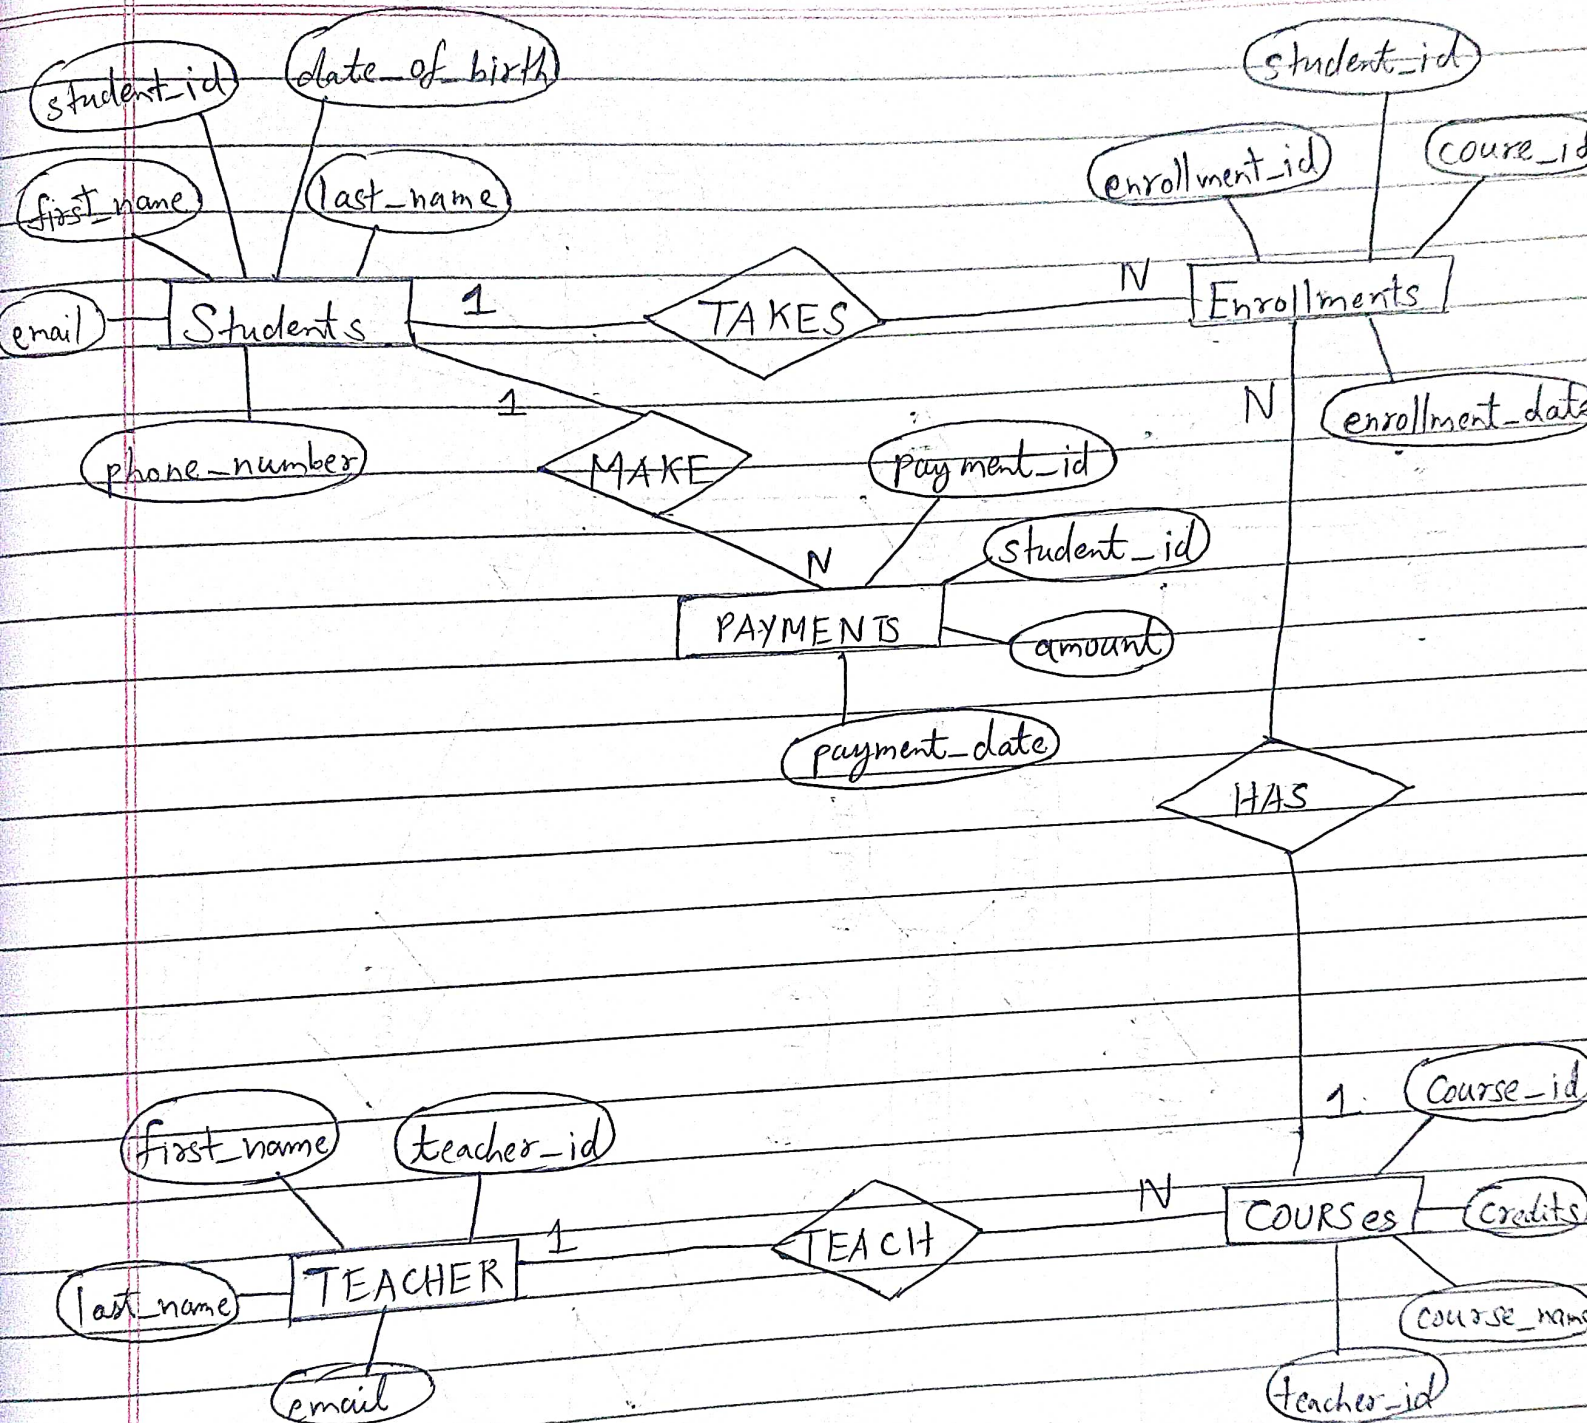 student_id
date_of_birth
student_id
enrollment_id
coure_id
first_name
last_name
email
Students
1
TAKES
N
Enrollments
1
N
enrollment_date
phone_number
MAKE
payment_id
N
student_id
PAYMENTS
amount
payment_date
HAS
1
Course_id
first_name
teacher_id
1
TEACH
N
COURSes
Credits
last_name
TEACHER
course_name
email
teacher_id